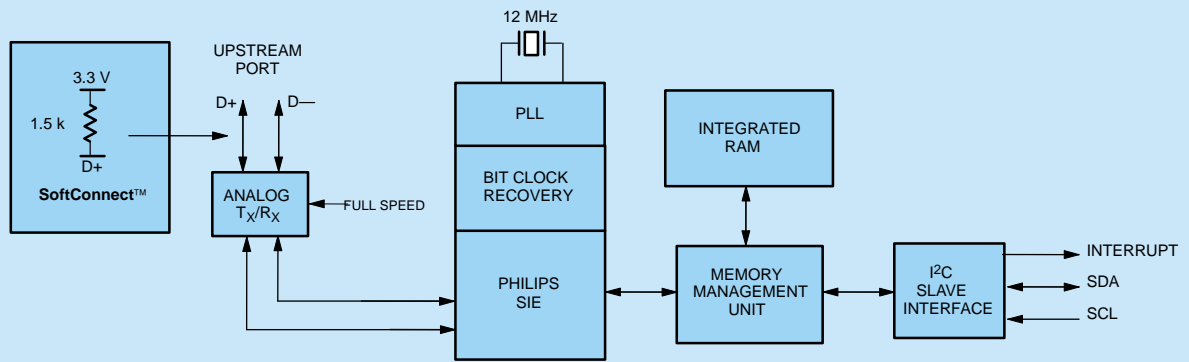 12 MHz
UPSTREAM
PORT
3.3 V
1.5 k
D+
SoftConnect™
D+
D—
ANALOG
TX/RX
FULL SPEED
PLL
BIT CLOCK
RECOVERY
PHILIPS
SIE
INTEGRATED
RAM
MEMORY
MANAGEMENT
UNIT
I2C
SLAVE
INTERFACE
INTERRUPT
SDA
SCL